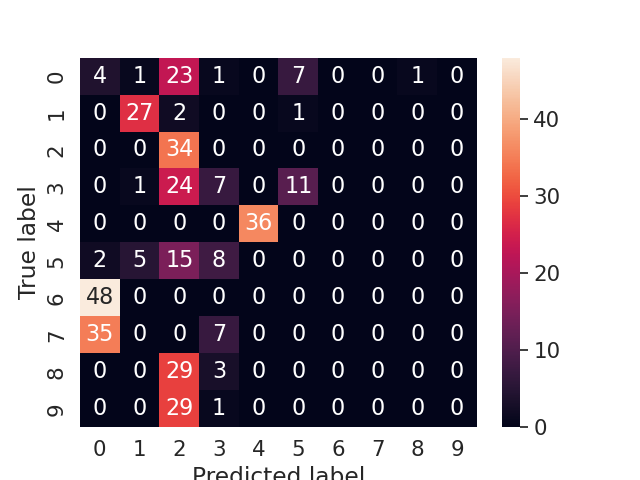 0 4 1 23 1 0 7 0 0 1 0
1 0 27 2 0 0 1 0 0 0 0
2 0 0 34 0 0 0 0 0 0 0
3 0 1 24 7 0 11 0 0 0 0
4 0 0 0 0 36 0 0 0 0 0
5 2 5 15 8 0 0 0 0 0 0
6 48 0 0 0 0 0 0 0 0 0
7 35 0 0 7 0 0 0 0 0 0
8 0 0 29 3 0 0 0 0 0 0
9 0 0 29 1 0 0 0 0 0 0
0 1 2 3 4 5 6 7 8 9
Predicted label
True label
40
30
20
10
0